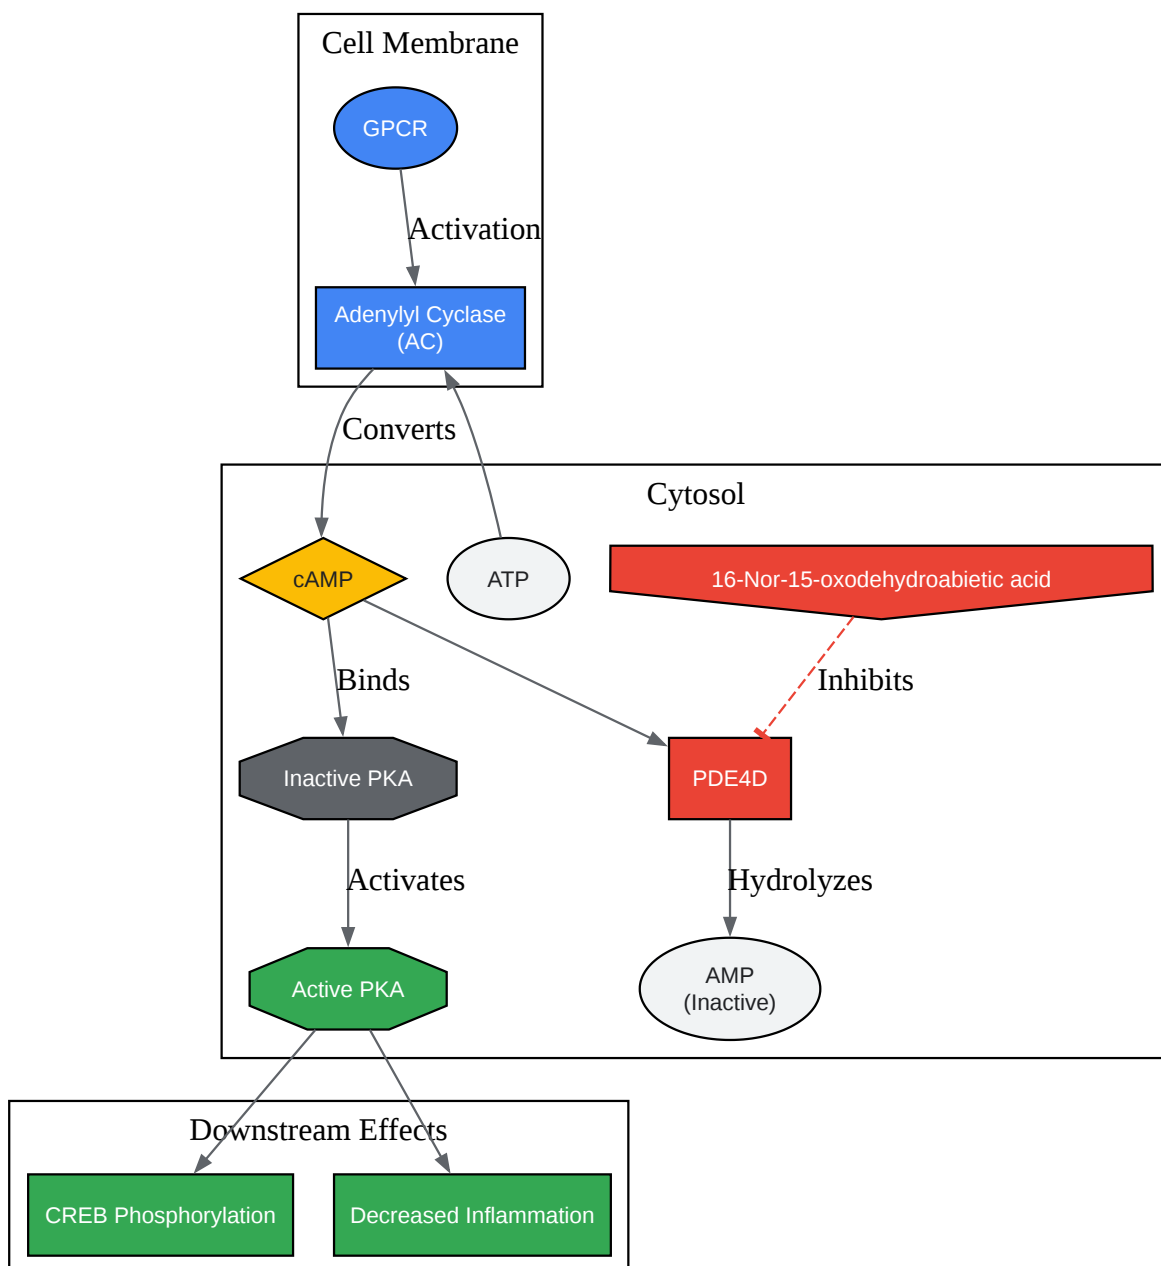 Cell Membrane
GPCR
Activation
Adenylyl Cyclase
(AC)
Converts
Cytosol
cAMP
ATP
16-Nor-15-oxodehydroabietic acid
Binds
Inhibits
Inactive PKA
PDE4D
Activates
Hydrolyzes
Active PKA
AMP
(Inactive)
Downstream Effects
CREB Phosphorylation
Decreased Inflammation